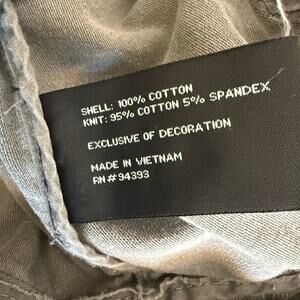 SHELL: 100% COTTON
KNIT: 95% COTTON 5% SPANDEX
EXCLUSIVE OF DECORATION
MADE IN VIETNAM
RN# 94393